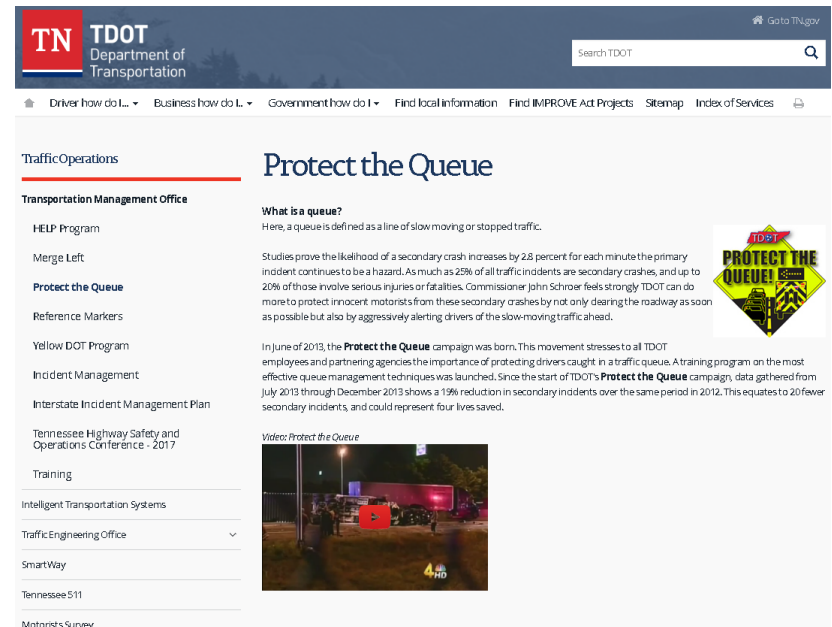 Go to TN.gov
TN
TDOT
Department of
Transportation
Search TDOT
Driver how do I...
Business how do I..
Government how do I
Find local information
Find IMPROVE Act Projects
Sitemap
Index of Services
Traffic Operations
Transportation Management Office
HELP Program
Merge Left
Protect the Queue
Reference Markers
Yellow DOT Program
Incident Management
Interstate Incident Management Plan
Tennessee Highway Safety and
Operations Conference - 2017
Training
Intelligent Transportation Systems
Traffic Engineering Office
SmartWay
Tennessee 511
Motorists Survey
Protect the Queue
What is a queue?
Here, a queue is defined as a line of slow moving or stopped traffic.
Studies prove the likelihood of a secondary crash increases by 2.8 percent for each minute the primary
incident continues to be a hazard. As much as 25% of all traffic incidents are secondary crashes, and up to
20% of those involve serious injuries or fatalities. Commissioner John Schroer feels strongly TDOT can do
more to protect innocent motorists from these secondary crashes by not only clearing the roadway as soon
as possible but also by aggressively alerting drivers of the slow-moving traffic ahead.
TDOT
PROTECT THE
QUEUE!
In June of 2013, the Protect the Queue campaign was born. This movement stresses to all TDOT
employees and partnering agencies the importance of protecting drivers caught in a traffic queue. A training program on the most
effective queue management techniques was launched. Since the start of TDOT's Protect the Queue campaign, data gathered from
July 2013 through December 2013 shows a 19% reduction in secondary incidents over the same period in 2012. This equates to 20 fewer
secondary incidents, and could represent four lives saved.
Video: Protect the Queue
4 HD